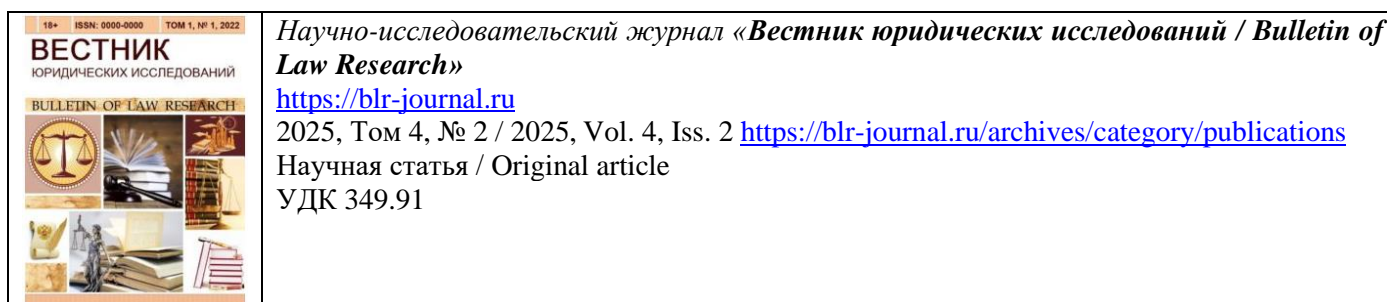 18+ ISSN: 0000-0000 ТОМ 1, № 1, 2022
ВЕСТНИК
ЮРИДИЧЕСКИХ ИССЛЕДОВАНИЙ
BULLETIN OF LAW RESEARCH
Научно-исследовательский журнал «Вестник юридических исследований / Bulletin of
Law Research»
https://blr-journal.ru
2025, Том 4, № 2 / 2025, Vol. 4, Iss. 2 https://blr-journal.ru/archives/category/publications
Научная статья / Original article
УДК 349.91